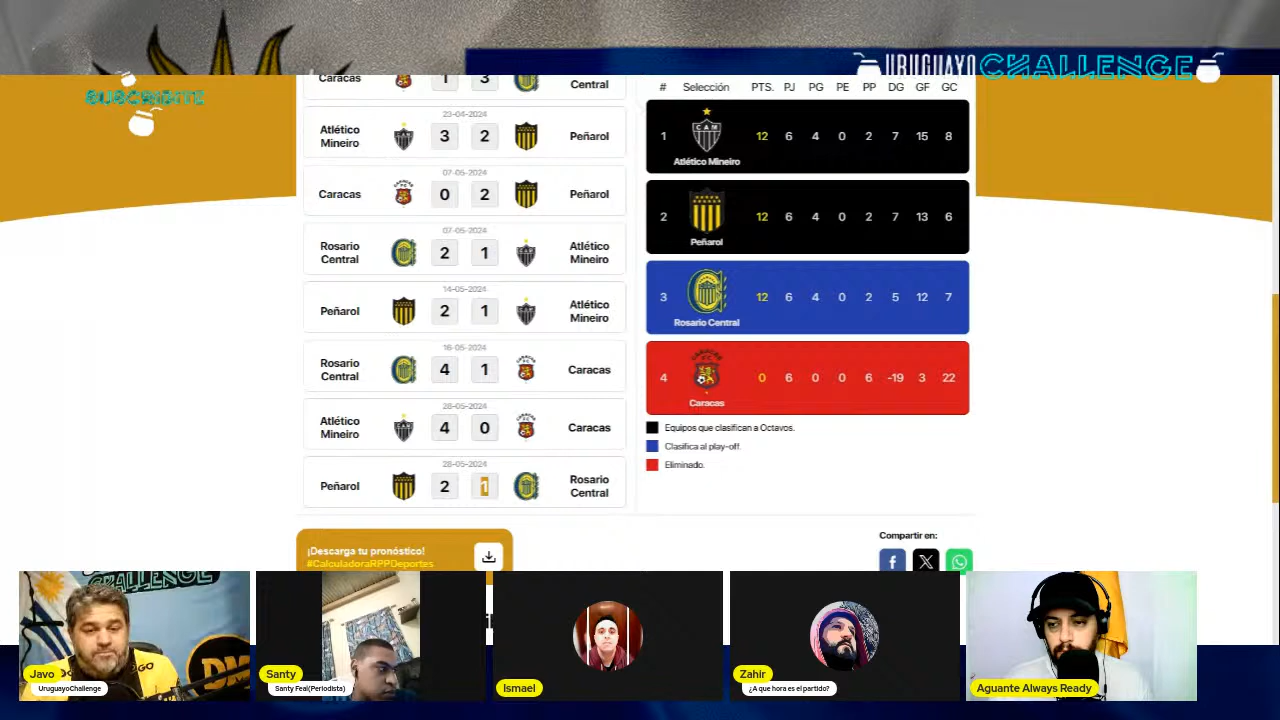 URUGUAYO CHALLENGE
SUSCRIBITE
Caracas 1 3 Central
23-04-2024
Atlético Mineiro 3 2 Peñarol
07-05-2024
Caracas 0 2 Peñarol
07-05-2024
Rosario Central 2 1 Atlético Mineiro
14-05-2024
Peñarol 2 1 Atlético Mineiro
16-05-2024
Rosario Central 4 1 Caracas
28-05-2024
Atlético Mineiro 4 0 Caracas
28-05-2024
Peñarol 2 1 Rosario Central
# Selección PTS. PJ PG PE PP DG GF GC
1 CAM Atlético Mineiro 12 6 4 0 2 7 15 8
2 Peñarol 12 6 4 0 2 7 13 6
3 Rosario Central 12 6 4 0 2 5 12 7
4 Caracas 0 6 0 0 6 -19 3 22
Equipos que clasifican a Octavos.
Clasifica al play-off.
Eliminado.
¡Descarga tu pronóstico!
#CalculadoraRPPDeportes
Compartir en:
CHALLENGE
DM
Javo
UruguayoChallenge
Santy
Santy Feal(Periodista)
Ismael
Zahir
¿A que hora es el partido?
Aguante Always Ready